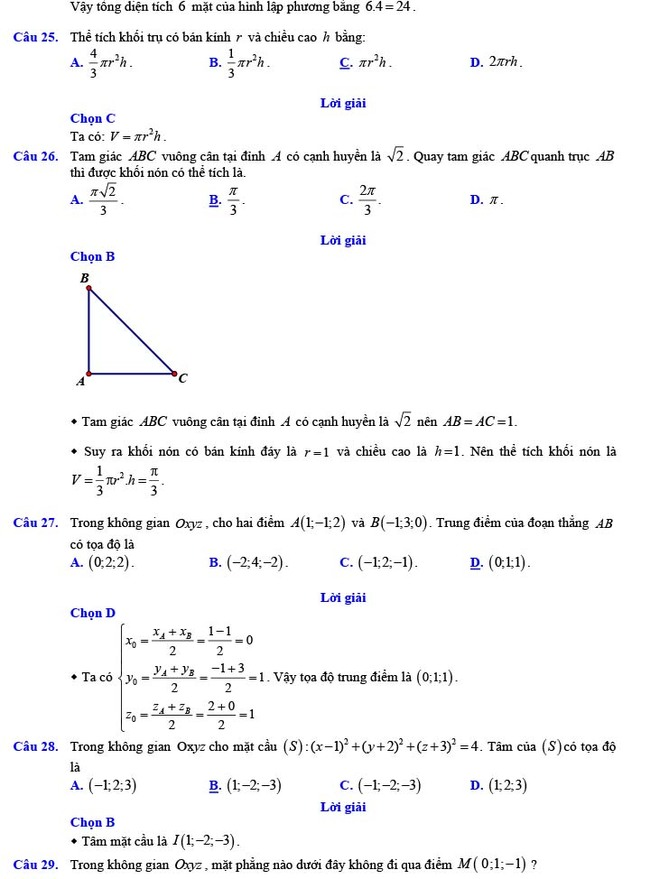 Vậy tổng diện tích 6 mặt của hình lập phương bằng 6.4 = 24.
Câu 25. Thể tích khối trụ có bán kính r và chiều cao h bằng:
A. 4/3 πr²h. B. 1/3 πr²h. C. πr²h. D. 2πrh.
Lời giải
Chọn C
Ta có: V = πr²h.
Câu 26. Tam giác ABC vuông cân tại đỉnh A có cạnh huyền là √2. Quay tam giác ABC quanh trục AB
thì được khối nón có thể tích là.
A. π√2/3. B. π/3. C. 2π/3. D. π.
Lời giải
Chọn B
B
A C
♦ Tam giác ABC vuông cân tại đỉnh A có cạnh huyền là √2 nên AB = AC = 1.
♦ Suy ra khối nón có bán kính đáy là r = 1 và chiều cao là h = 1. Nên thể tích khối nón là
V = 1/3 πr².h = π/3.
Câu 27. Trong không gian Oxyz, cho hai điểm A(1;−1;2) và B(−1;3;0). Trung điểm của đoạn thẳng AB
có tọa độ là
A. (0;2;2). B. (−2;4;−2). C. (−1;2;−1). D. (0;1;1).
Lời giải
Chọn D
x₀ = (x_A + x_B)/2 = (1−1)/2 = 0
♦ Ta có { y₀ = (y_A + y_B)/2 = (−1+3)/2 = 1. Vậy tọa độ trung điểm là (0;1;1).
z₀ = (z_A + z_B)/2 = (2+0)/2 = 1
Câu 28. Trong không gian Oxyz cho mặt cầu (S):(x−1)²+(y+2)²+(z+3)²=4. Tâm của (S) có tọa độ
là
A. (−1;2;3) B. (1;−2;−3) C. (−1;−2;−3) D. (1;2;3)
Lời giải
Chọn B
♦ Tâm mặt cầu là I(1;−2;−3).
Câu 29. Trong không gian Oxyz, mặt phẳng nào dưới đây không đi qua điểm M(0;1;−1) ?